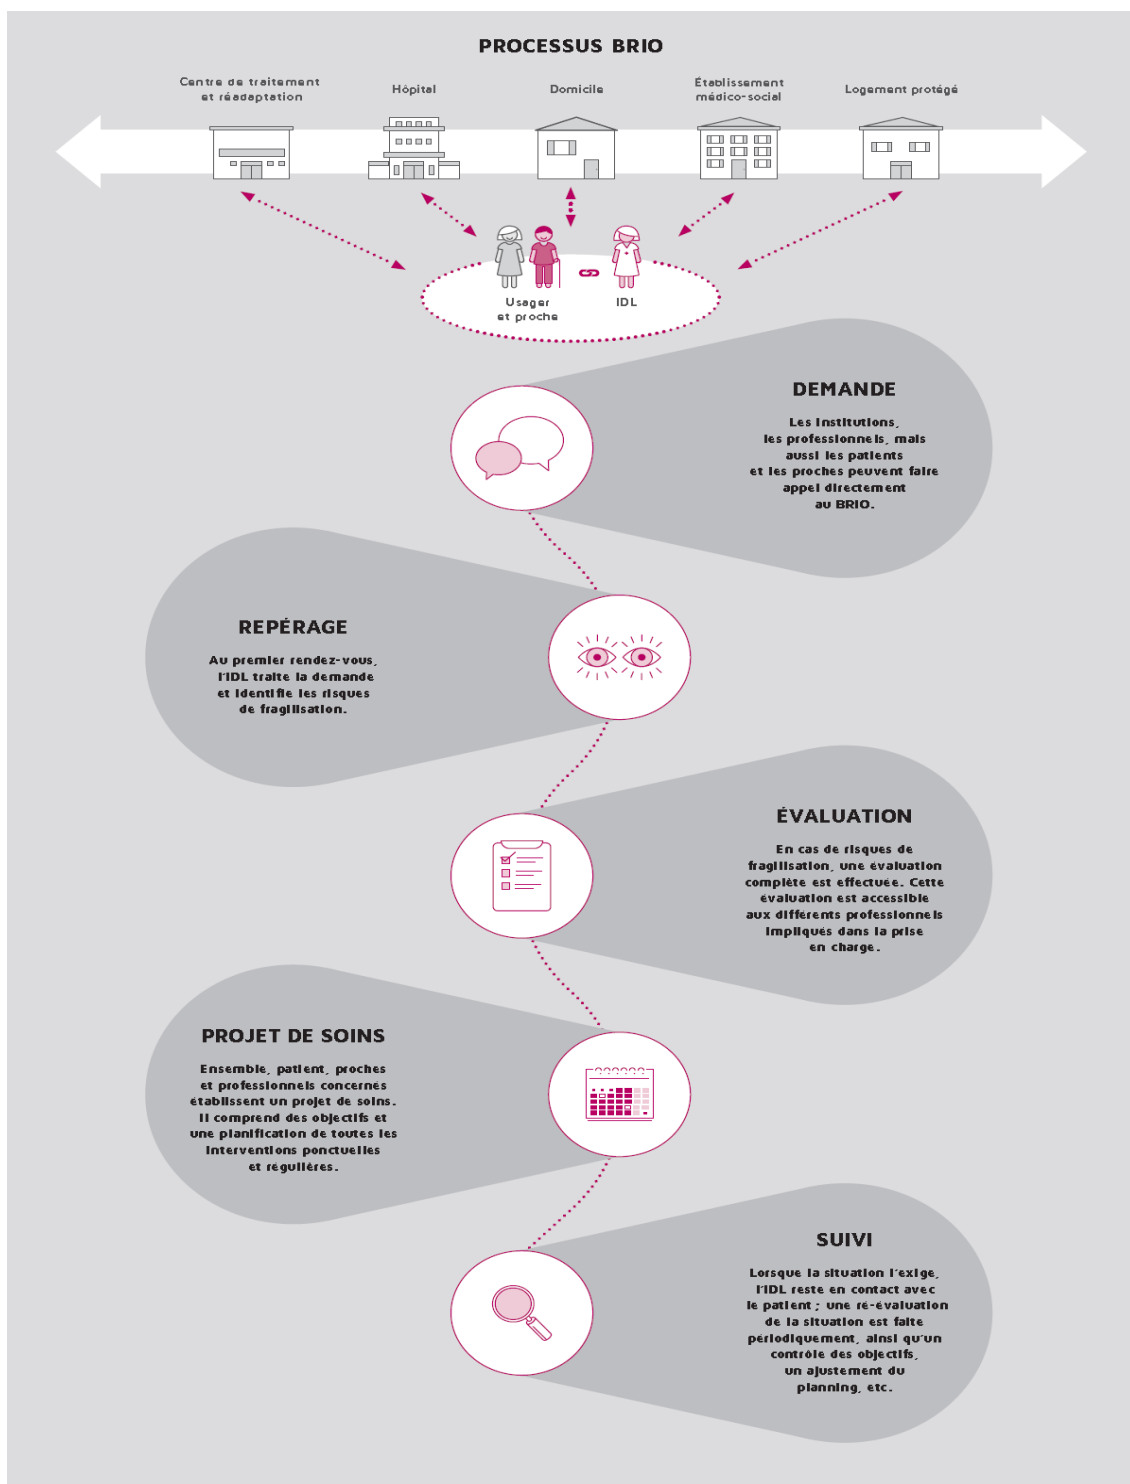 PROCESSUS BRIO
Centre de traitement
et réadaptation
Hôpital
Domicile
Établissement
médico-social
Logement protégé
Usager
et proche
IDL
DEMANDE
Les institutions,
les professionnels, mais
aussi les patients
et les proches peuvent faire
appel directement
au BRIO.
REPÉRAGE
Au premier rendez-vous,
l'IDL traite la demande
et identifie les risques
de fragilisation.
ÉVALUATION
En cas de risques de
fragilisation, une évaluation
complète est effectuée. Cette
évaluation est accessible
aux différents professionnels
impliqués dans la prise
en charge.
PROJET DE SOINS
Ensemble, patient, proches
et professionnels concernés
établissent un projet de soins.
Il comprend des objectifs et
une planification de toutes les
interventions ponctuelles
et régulières.
SUIVI
Lorsque la situation l'exige,
l'IDL reste en contact avec
le patient ; une ré-évaluation
de la situation est faite
périodiquement, ainsi qu'un
contrôle des objectifs,
un ajustement du
planning, etc.